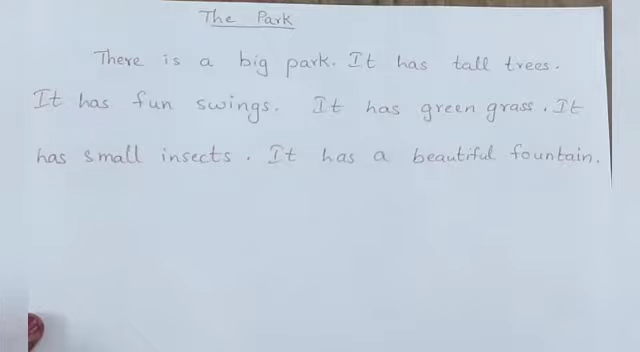 The Park
There is a big park. It has tall trees.
It has fun swings. It has green grass. It
has small insects. It has a beautiful fountain.